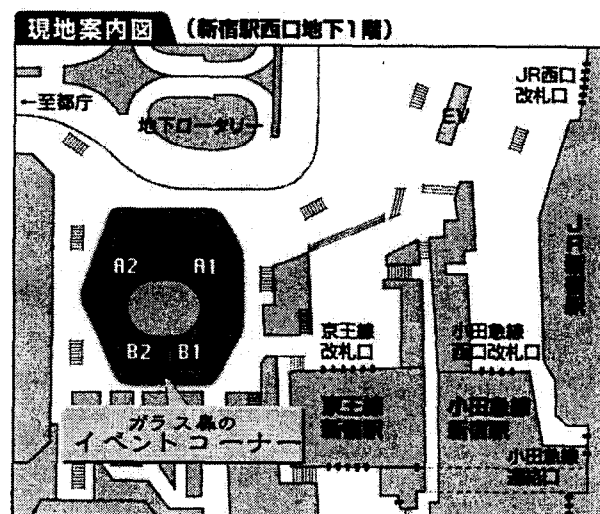 現地案内図 (新宿駅西口地下1階)
JR西口
改札口
←至都庁
地下ロータリー
EV
A2 A1
B2 B1
JR新宿駅
京王線
改札口
小田急線
西口改札口
京王線
新宿駅
小田急線
新宿駅
ガラス扉の
イベントコーナー
小田急線
連絡口